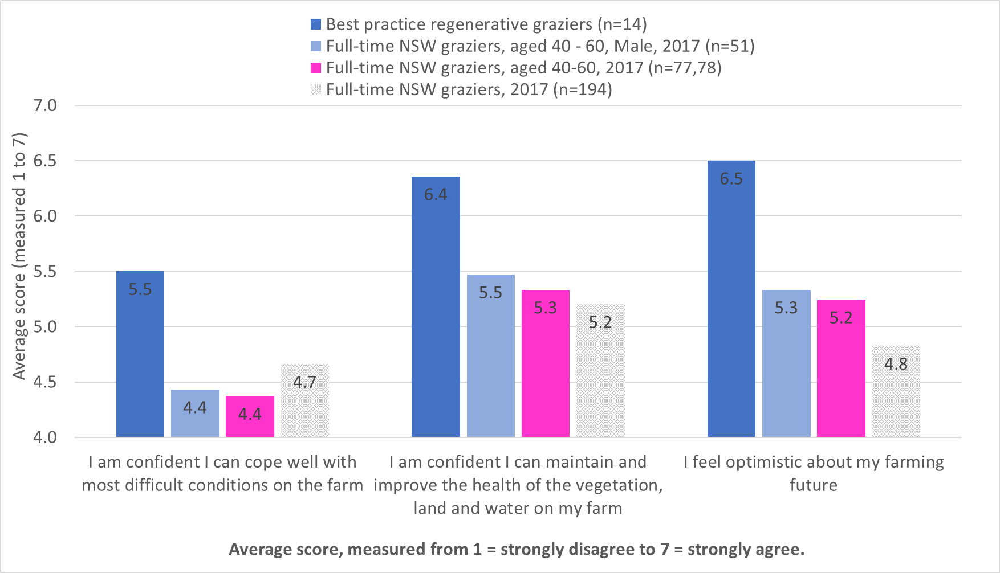 Best practice regenerative graziers (n=14)
Full-time NSW graziers, aged 40 - 60, Male, 2017 (n=51)
Full-time NSW graziers, aged 40-60, 2017 (n=77,78)
Full-time NSW graziers, 2017 (n=194)
Average score (measured 1 to 7)
7.0
6.5
6.0
5.5
5.0
4.5
4.0
5.5
4.4
4.4
4.7
6.4
5.5
5.3
5.2
6.5
5.3
5.2
4.8
I am confident I can cope well with
most difficult conditions on the farm
I am confident I can maintain and
improve the health of the vegetation,
land and water on my farm
I feel optimistic about my farming
future
Average score, measured from 1 = strongly disagree to 7 = strongly agree.